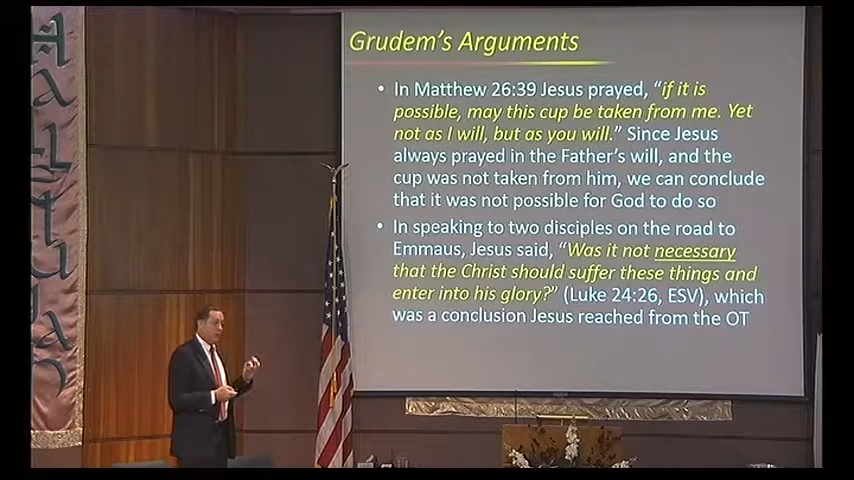 Grudem's Arguments
• In Matthew 26:39 Jesus prayed, “if it is
possible, may this cup be taken from me. Yet
not as I will, but as you will.” Since Jesus
always prayed in the Father's will, and the
cup was not taken from him, we can conclude
that it was not possible for God to do so
• In speaking to two disciples on the road to
Emmaus, Jesus said, “Was it not necessary
that the Christ should suffer these things and
enter into his glory?” (Luke 24:26, ESV), which
was a conclusion Jesus reached from the OT